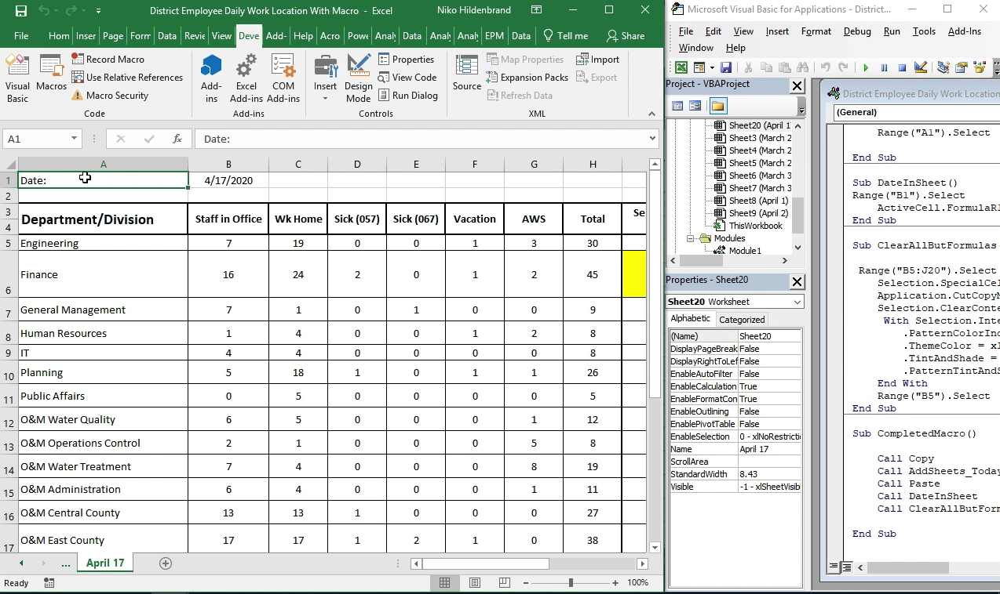 District Employee Daily Work Location With Macro - Excel
Niko Hildenbrand
File Hom Inser Page Form Data Revie View Deve Add- Help Acro Powe Analy Data Analy Analy EPM Data Tell me Share
Visual Basic
Macros
Record Macro
Use Relative References
Macro Security
Code
Add-ins
Excel Add-ins
COM Add-ins
Add-ins
Insert
Design Mode
Properties
View Code
Run Dialog
Controls
Source
Map Properties
Expansion Packs
Refresh Data
Import
Export
XML
A1 fx Date:
A B C D E F G H
1 Date: 4/17/2020
2
3 4 Department/Division Staff in Office Wk Home Sick (057) Sick (067) Vacation AWS Total Se
5 Engineering 7 19 0 0 1 3 30
6 Finance 16 24 2 0 1 2 45
7 General Management 7 1 0 1 0 0 9
8 Human Resources 1 4 0 0 1 2 8
9 IT 4 4 0 0 0 0 8
10 Planning 5 18 1 0 1 1 26
11 Public Affairs 0 5 0 0 0 0 5
12 O&M Water Quality 6 5 0 0 0 1 12
13 O&M Operations Control 2 1 0 0 0 5 8
14 O&M Water Treatment 7 4 0 0 0 8 19
15 O&M Administration 6 4 0 0 0 1 11
16 O&M Central County 13 13 1 0 0 0 27
17 O&M East County 17 17 1 2 1 0 38
... April 17
Ready 100%
Microsoft Visual Basic for Applications - District...
File Edit View Insert Format Debug Run Tools Add-Ins
Window Help
Project - VBAProject
Sheet20 (April 1
Sheet3 (March 2
Sheet4 (March 2
Sheet5 (March 2
Sheet6 (March 3
Sheet7 (March 3
Sheet8 (April 1)
Sheet9 (April 2)
ThisWorkbook
Modules
Module1
Properties - Sheet20
Sheet20 Worksheet
Alphabetic Categorized
(Name) Sheet20
DisplayPageBreak False
DisplayRightToLef False
EnableAutoFilter False
EnableCalculation True
EnableFormatCon True
EnableOutlining False
EnablePivotTable False
EnableSelection 0 - xlNoRestrictio
Name April 17
ScrollArea
StandardWidth 8.43
Visible -1 - xlSheetVisibl
District Employee Daily Work Location
(General)
Range("A1").Select
End Sub
Sub DateInSheet()
Range("B1").Select
ActiveCell.FormulaR1
End Sub
Sub ClearAllButFormulas
Range("B5:J20").Select
Selection.SpecialCel
Application.CutCopyM
Selection.ClearConte
With Selection.Inte
.PatternColorInd
.ThemeColor = xl
.TintAndShade =
.PatternTintAndS
End With
Range("B5").Select
End Sub
Sub CompletedMacro()
Call Copy
Call AddSheets_Today
Call Paste
Call DateInSheet
Call ClearAllButForm
End Sub